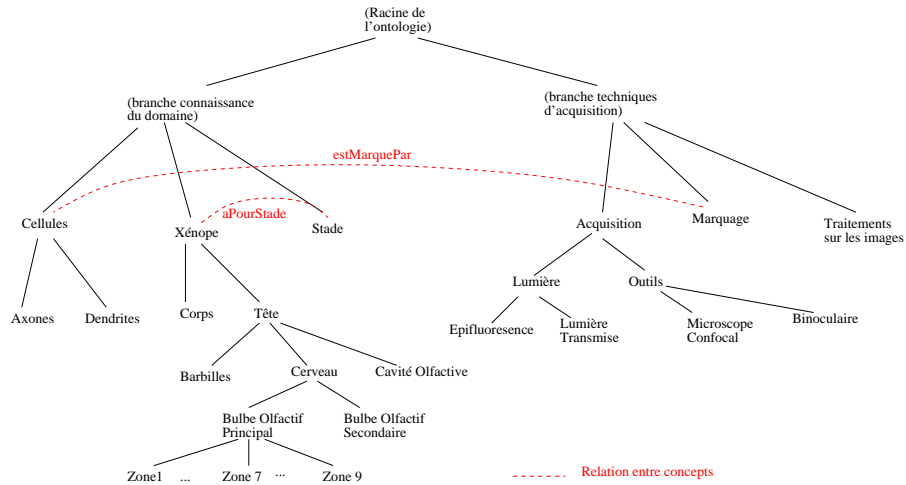 (Racine de
l'ontologie)
(branche connaissance
du domaine)
(branche techniques
d'acquisition)
estMarquePar
aPourStade
Cellules
Xénope
Stade
Acquisition
Marquage
Traitements
sur les images
Axones
Dendrites
Corps
Tête
Lumière
Outils
Epifluoresence
Lumière
Transmise
Microscope
Confocal
Binoculaire
Barbilles
Cerveau
Cavité Olfactive
Bulbe Olfactif
Principal
Bulbe Olfactif
Secondaire
Zone1 ... Zone 7 ... Zone 9
Relation entre concepts